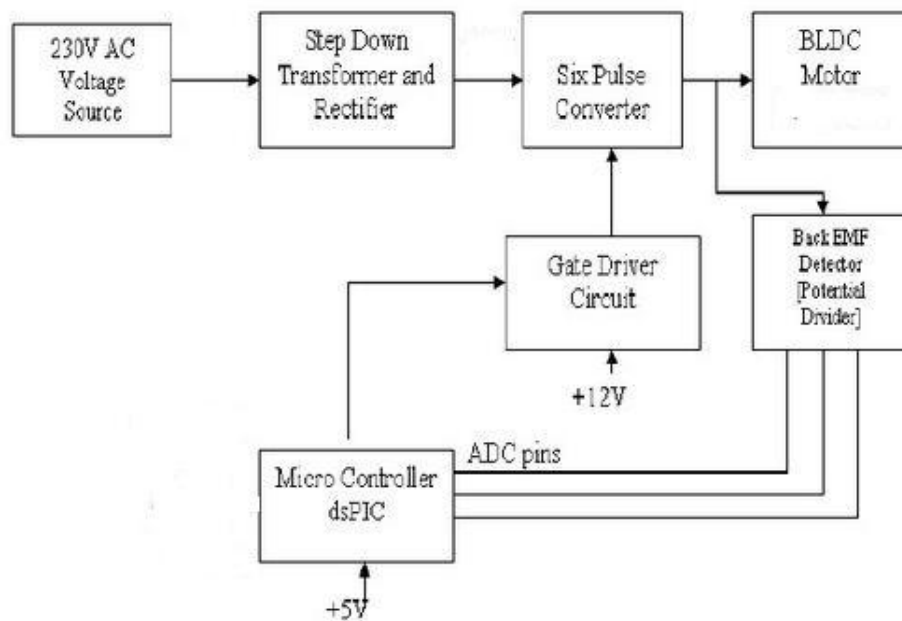 230V AC
Voltage
Source
Step Down
Transformer and
Rectifier
Six Pulse
Converter
BLDC
Motor
Gate Driver
Circuit
Back EMF
Detector
[Potential
Divider]
+12V
ADC pins
Micro Controller
dsPIC
+5V